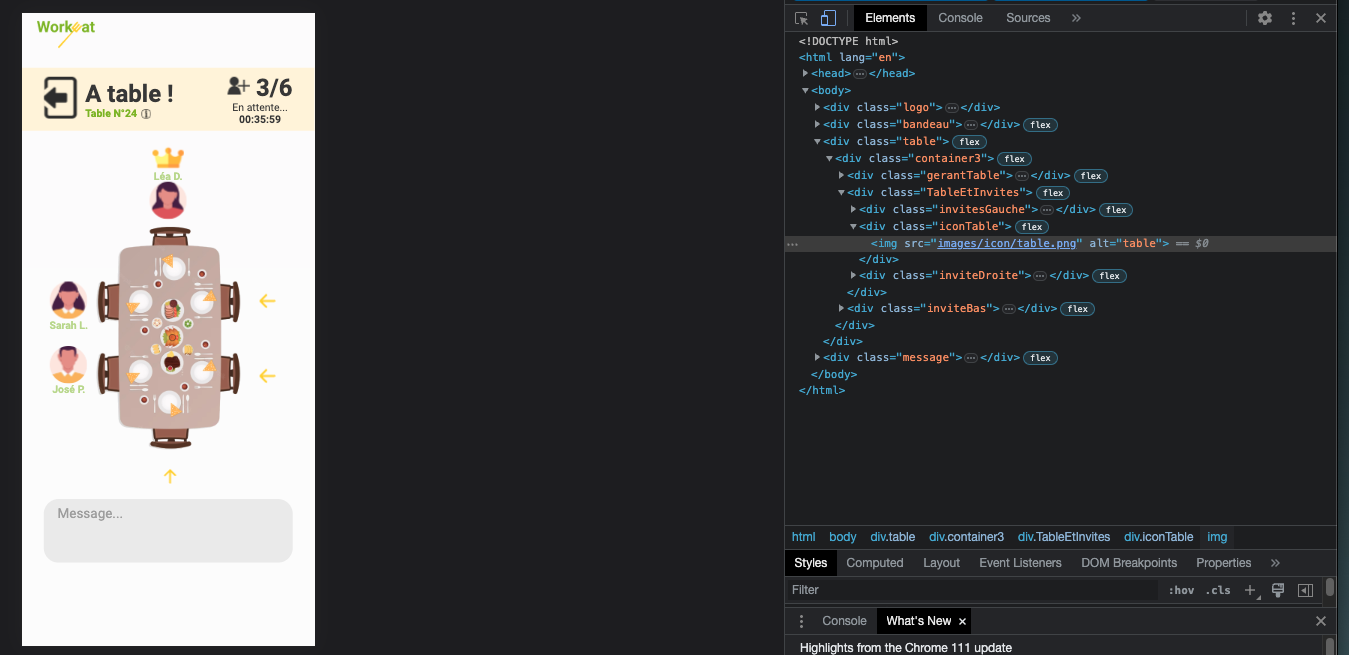 Workeat
A table !
Table N°24
3/6
En attente...
00:35:59
Léa D.
Sarah L.
José P.
Message...
Elements Console Sources »
<!DOCTYPE html>
<html lang="en">
<head> ··· </head>
<body>
<div class="logo"> ··· </div>
<div class="bandeau"> ··· </div> flex
<div class="table"> flex
<div class="container3"> flex
<div class="gerantTable"> ··· </div> flex
<div class="TableEtInvites"> flex
<div class="invitesGauche"> ··· </div> flex
<div class="iconTable"> flex
··· <img src="images/icon/table.png" alt="table"> == $0
</div>
<div class="inviteDroite"> ··· </div> flex
</div>
<div class="inviteBas"> ··· </div> flex
</div>
</div>
<div class="message"> ··· </div> flex
</body>
</html>
html body div.table div.container3 div.TableEtInvites div.iconTable img
Styles Computed Layout Event Listeners DOM Breakpoints Properties »
Filter :hov .cls +
Console What's New ×
Highlights from the Chrome 111 update